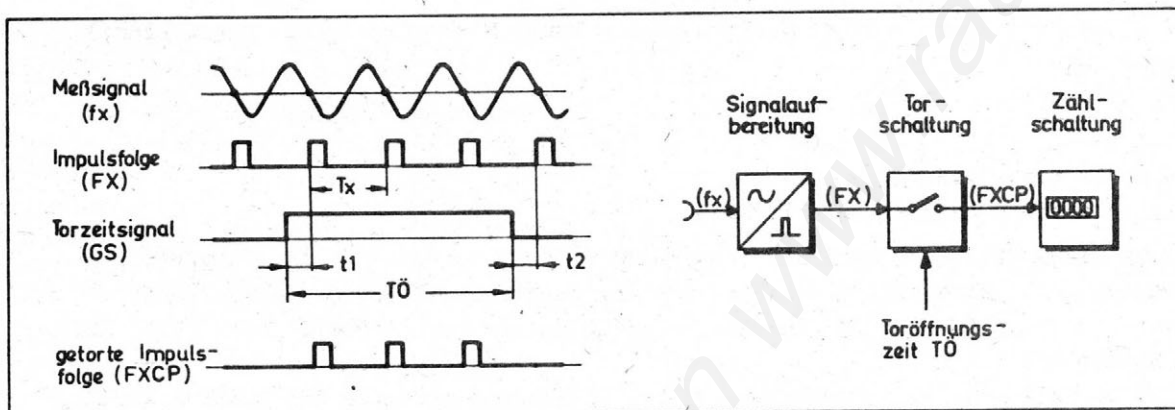 Meßsignal
(fx)
Impulsfolge
(FX)
Tx
Torzeitsignal
(GS)
t1
t2
TÖ
getorte Impuls-
folge (FXCP)
Signalauf-
bereitung
Tor-
schaltung
Zähl-
schaltung
(fx)
(FX)
(FXCP)
0000
Toröffnungs-
zeit TÖ